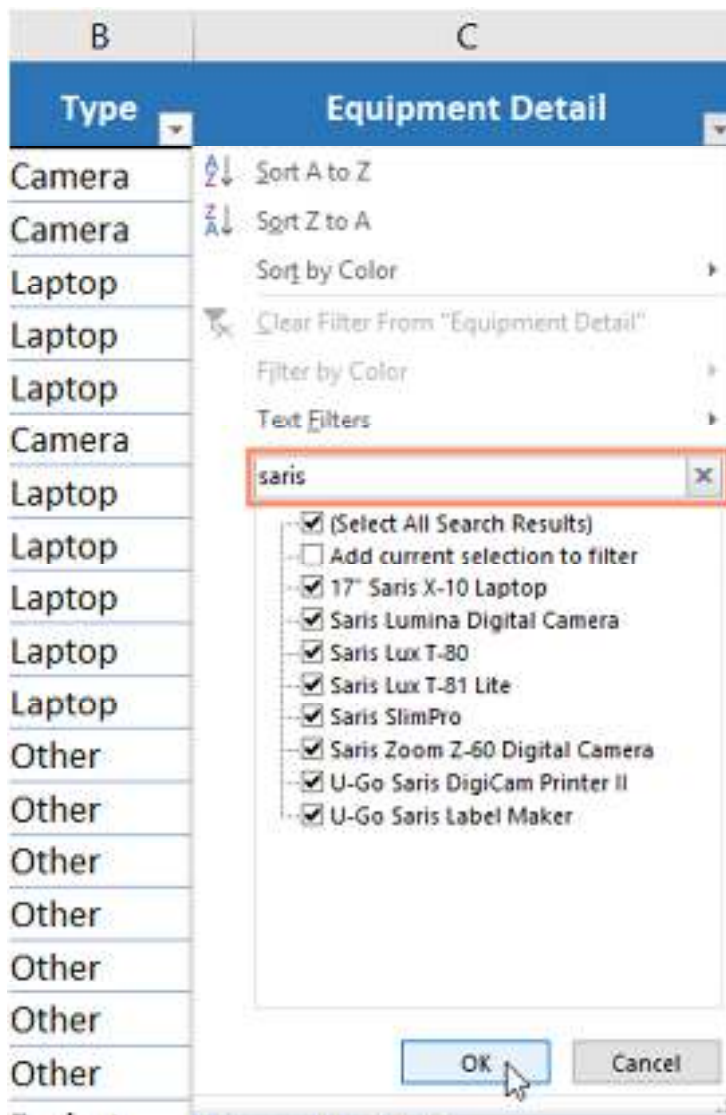 B C
Type Equipment Detail
Camera
Camera
Laptop
Laptop
Laptop
Camera
Laptop
Laptop
Laptop
Laptop
Laptop
Other
Other
Other
Other
Other
Other
Other
Sort A to Z
Sort Z to A
Sort by Color
Clear Filter From "Equipment Detail"
Filter by Color
Text Filters
saris
(Select All Search Results)
Add current selection to filter
17" Saris X-10 Laptop
Saris Lumina Digital Camera
Saris Lux T-80
Saris Lux T-81 Lite
Saris SlimPro
Saris Zoom Z-60 Digital Camera
U-Go Saris DigiCam Printer II
U-Go Saris Label Maker
OK Cancel